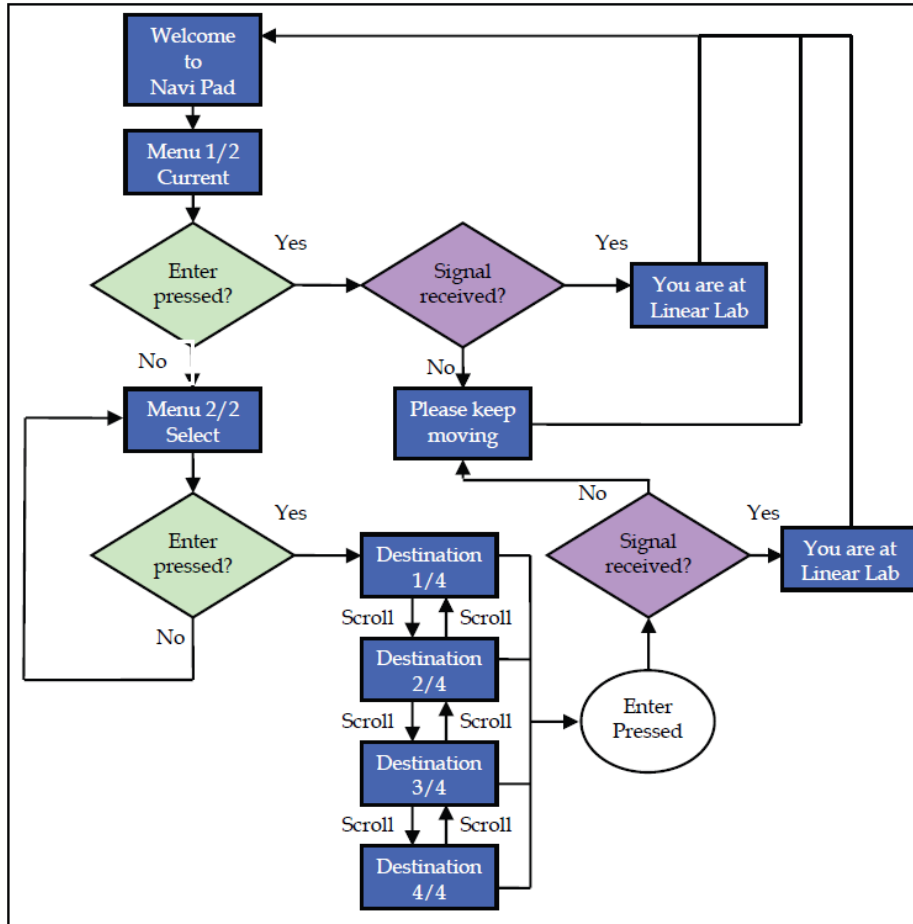 Welcome
to
Navi Pad
Menu 1/2
Current
Enter
pressed?
Yes
Signal
received?
Yes
You are at
Linear Lab
No
No
Menu 2/2
Select
Please keep
moving
Enter
pressed?
Yes
No
Destination
1/4
No
Signal
received?
Yes
You are at
Linear Lab
Scroll
Scroll
Destination
2/4
Scroll
Scroll
Enter
Pressed
Destination
3/4
Scroll
Scroll
Destination
4/4